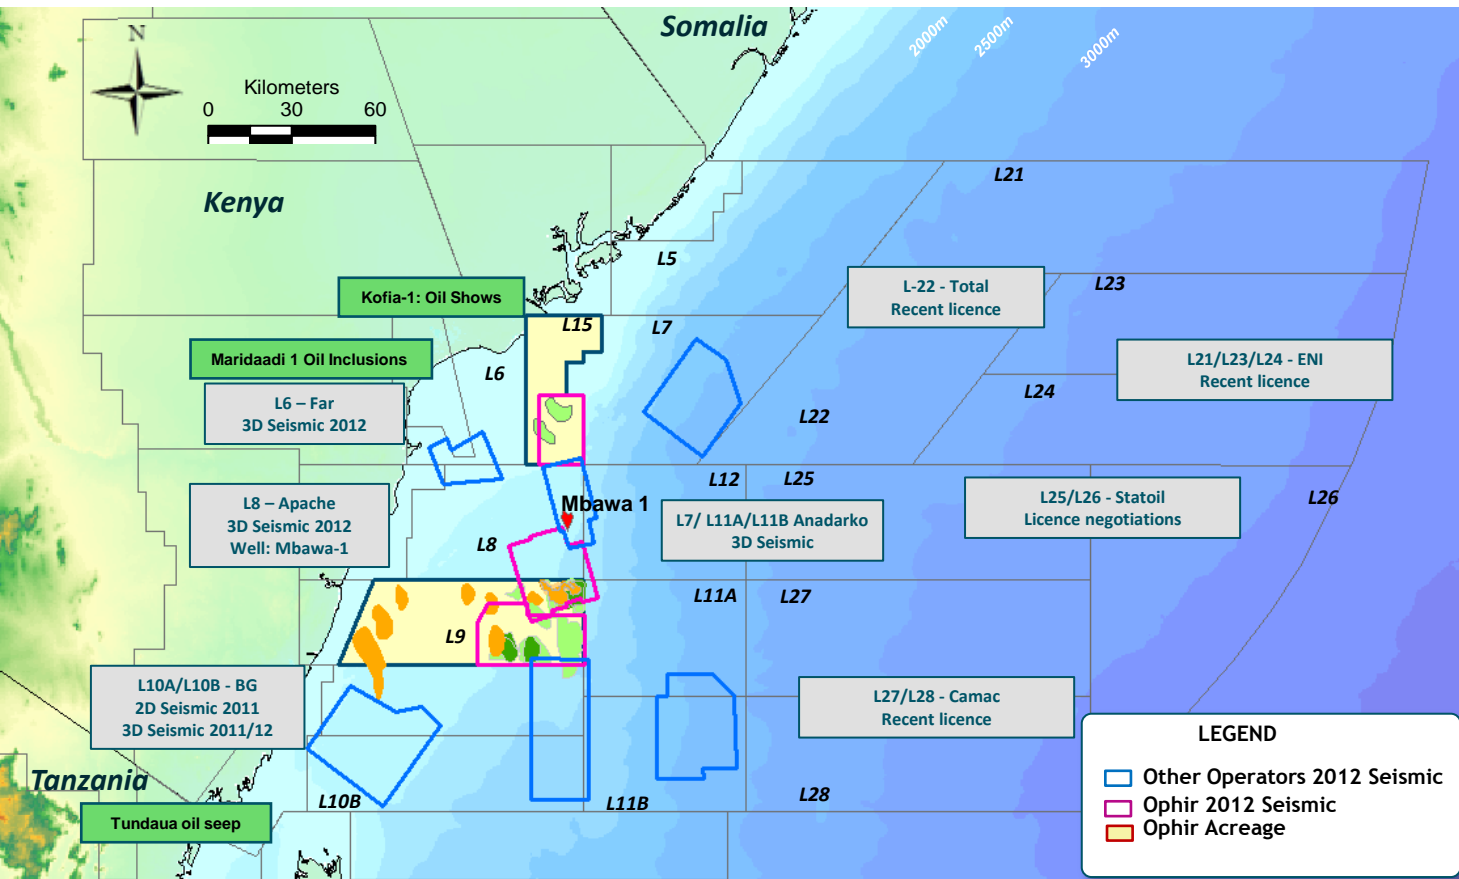 Somalia
2000m
2500m
3000m
N
Kilometers
0 30 60
L21
Kenya
L5
Kofia-1: Oil Shows
L-22 - Total
Recent licence
L23
L15
L7
Maridaadi 1 Oil Inclusions
L6
L21/L23/L24 - ENI
Recent licence
L6 – Far
3D Seismic 2012
L24
L22
L12
L25
L26
L8 – Apache
3D Seismic 2012
Well: Mbawa-1
Mbawa 1
L7/ L11A/L11B Anadarko
3D Seismic
L25/L26 - Statoil
Licence negotiations
L8
L11A
L27
L9
L10A/L10B - BG
2D Seismic 2011
3D Seismic 2011/12
L27/L28 - Camac
Recent licence
Tanzania
L10B
L11B
L28
Tundaua oil seep
LEGEND
Other Operators 2012 Seismic
Ophir 2012 Seismic
Ophir Acreage